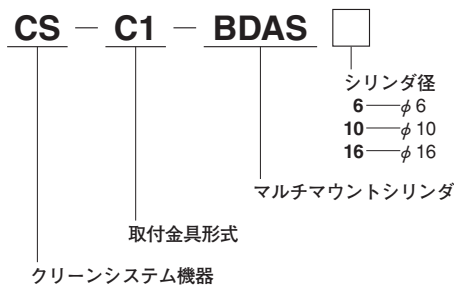 CS － C1 － BDAS □
シリンダ径
6 — φ6
10 — φ10
16 — φ16
マルチマウントシリンダ
取付金具形式
クリーンシステム機器